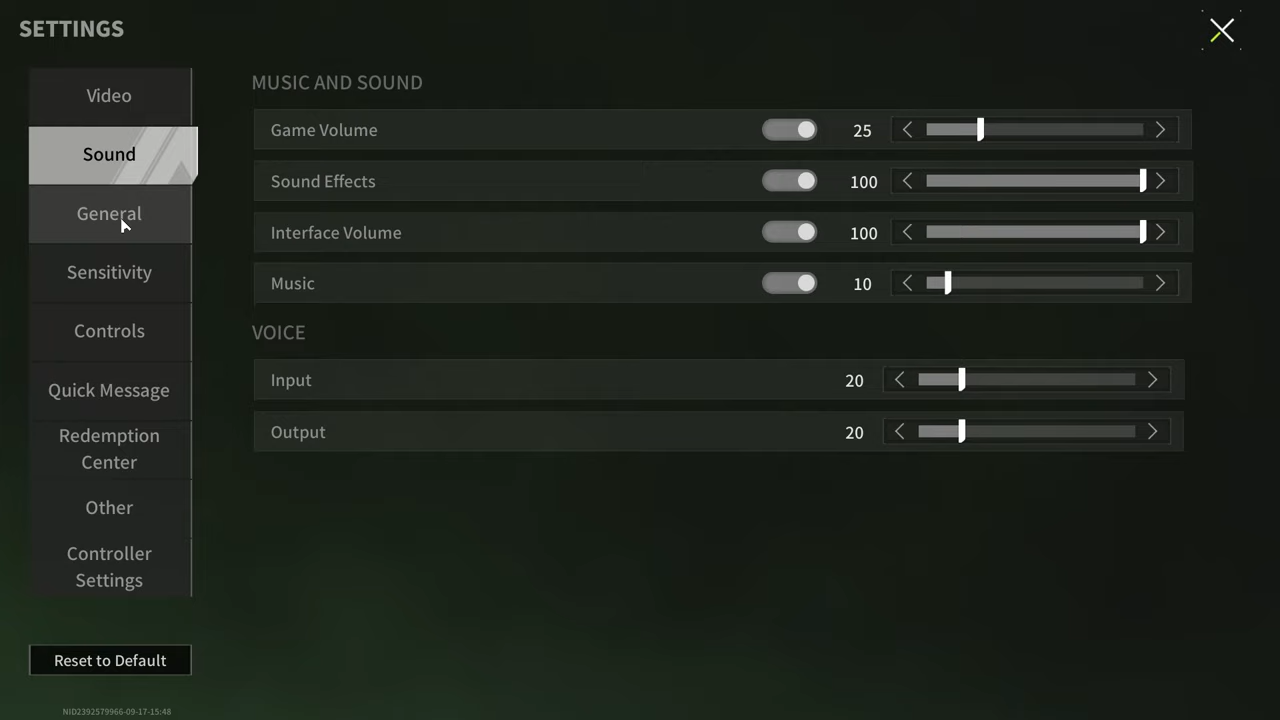 SETTINGS
Video
Sound
General
Sensitivity
Controls
Quick Message
Redemption
Center
Other
Controller
Settings
Reset to Default
NID2392579966-09-17-15:48
MUSIC AND SOUND
Game Volume 25
Sound Effects 100
Interface Volume 100
Music 10
VOICE
Input 20
Output 20